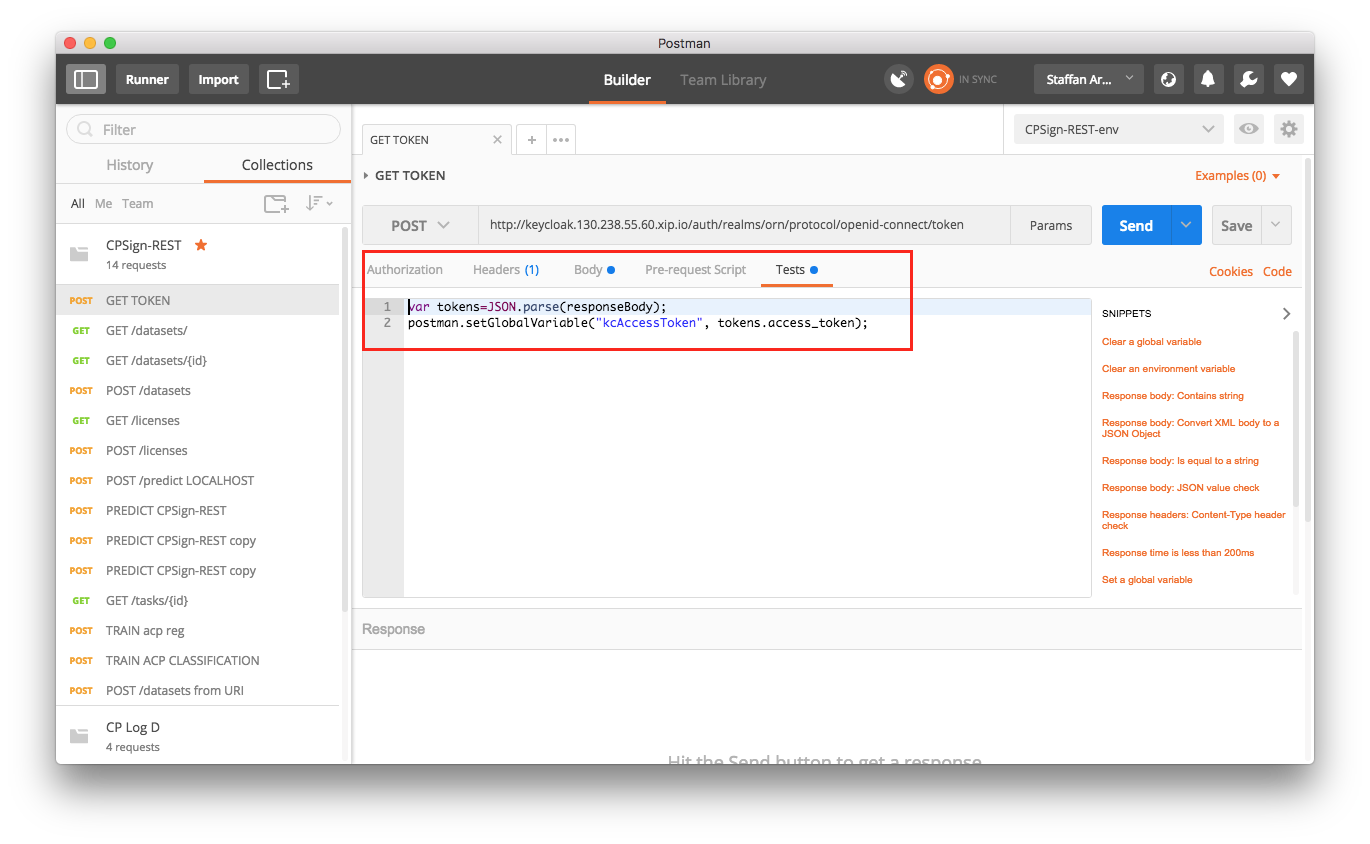 Postman
Runner
Import
Builder
Team Library
IN SYNC
Staffan Ar...
Filter
History
Collections
All Me Team
CPSign-REST
14 requests
POST GET TOKEN
GET GET /datasets/
GET GET /datasets/{id}
POST POST /datasets
GET GET /licenses
POST POST /licenses
POST POST /predict LOCALHOST
POST PREDICT CPSign-REST
POST PREDICT CPSign-REST copy
POST PREDICT CPSign-REST copy
GET GET /tasks/{id}
POST TRAIN acp reg
POST TRAIN ACP CLASSIFICATION
POST POST /datasets from URI
CP Log D
4 requests
GET TOKEN
CPSign-REST-env
GET TOKEN
Examples (0)
POST
http://keycloak.130.238.55.60.xip.io/auth/realms/orn/protocol/openid-connect/token
Params
Send
Save
Authorization
Headers (1)
Body
Pre-request Script
Tests
Cookies Code
1 var tokens=JSON.parse(responseBody);
2 postman.setGlobalVariable("kcAccessToken", tokens.access_token);
SNIPPETS
Clear a global variable
Clear an environment variable
Response body: Contains string
Response body: Convert XML body to a
JSON Object
Response body: Is equal to a string
Response body: JSON value check
Response headers: Content-Type header
check
Response time is less than 200ms
Set a global variable
Response
Hit the Send button to get a response